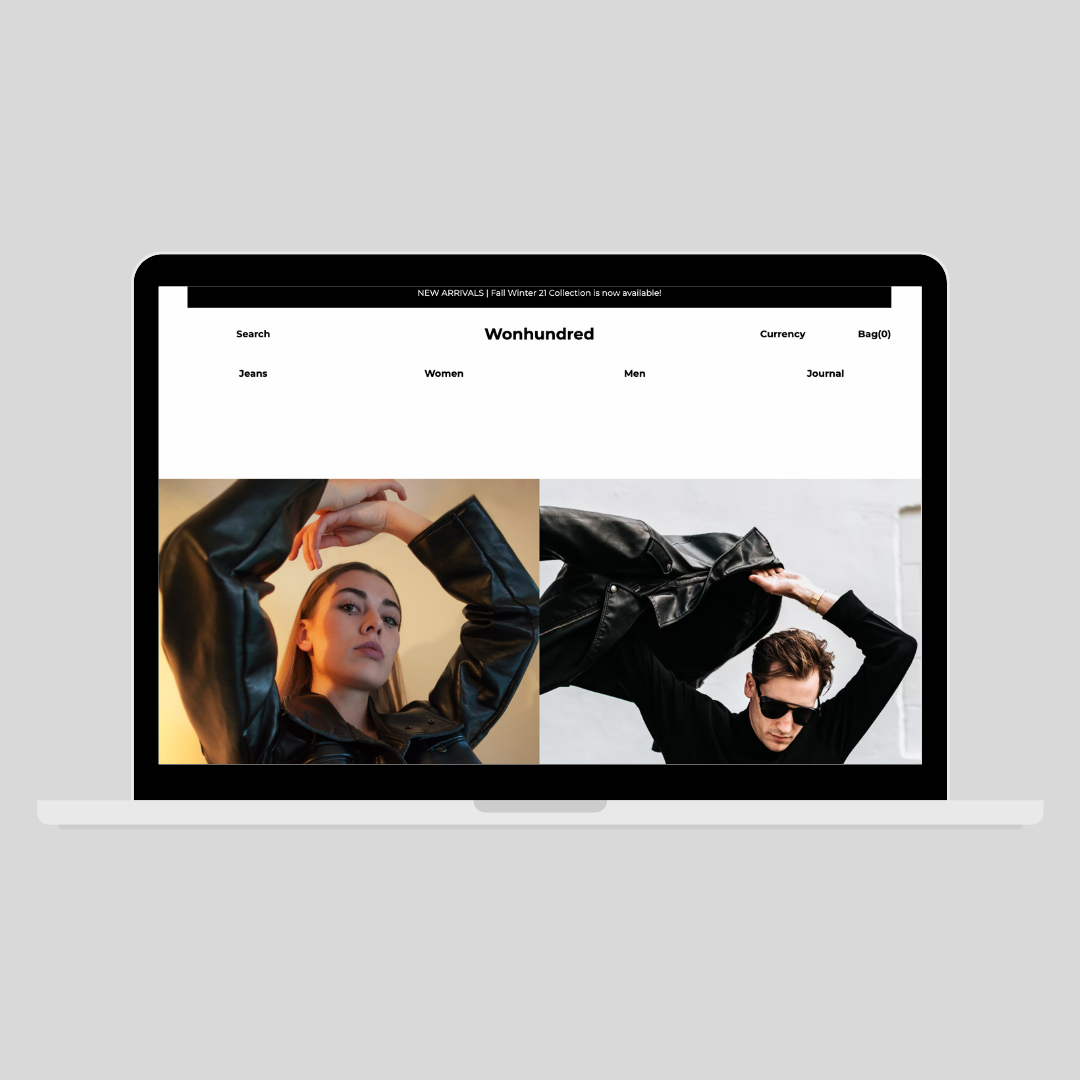 NEW ARRIVALS | Fall Winter 21 Collection is now available!
Search Wonhundred Currency Bag(0)
Jeans Women Men Journal